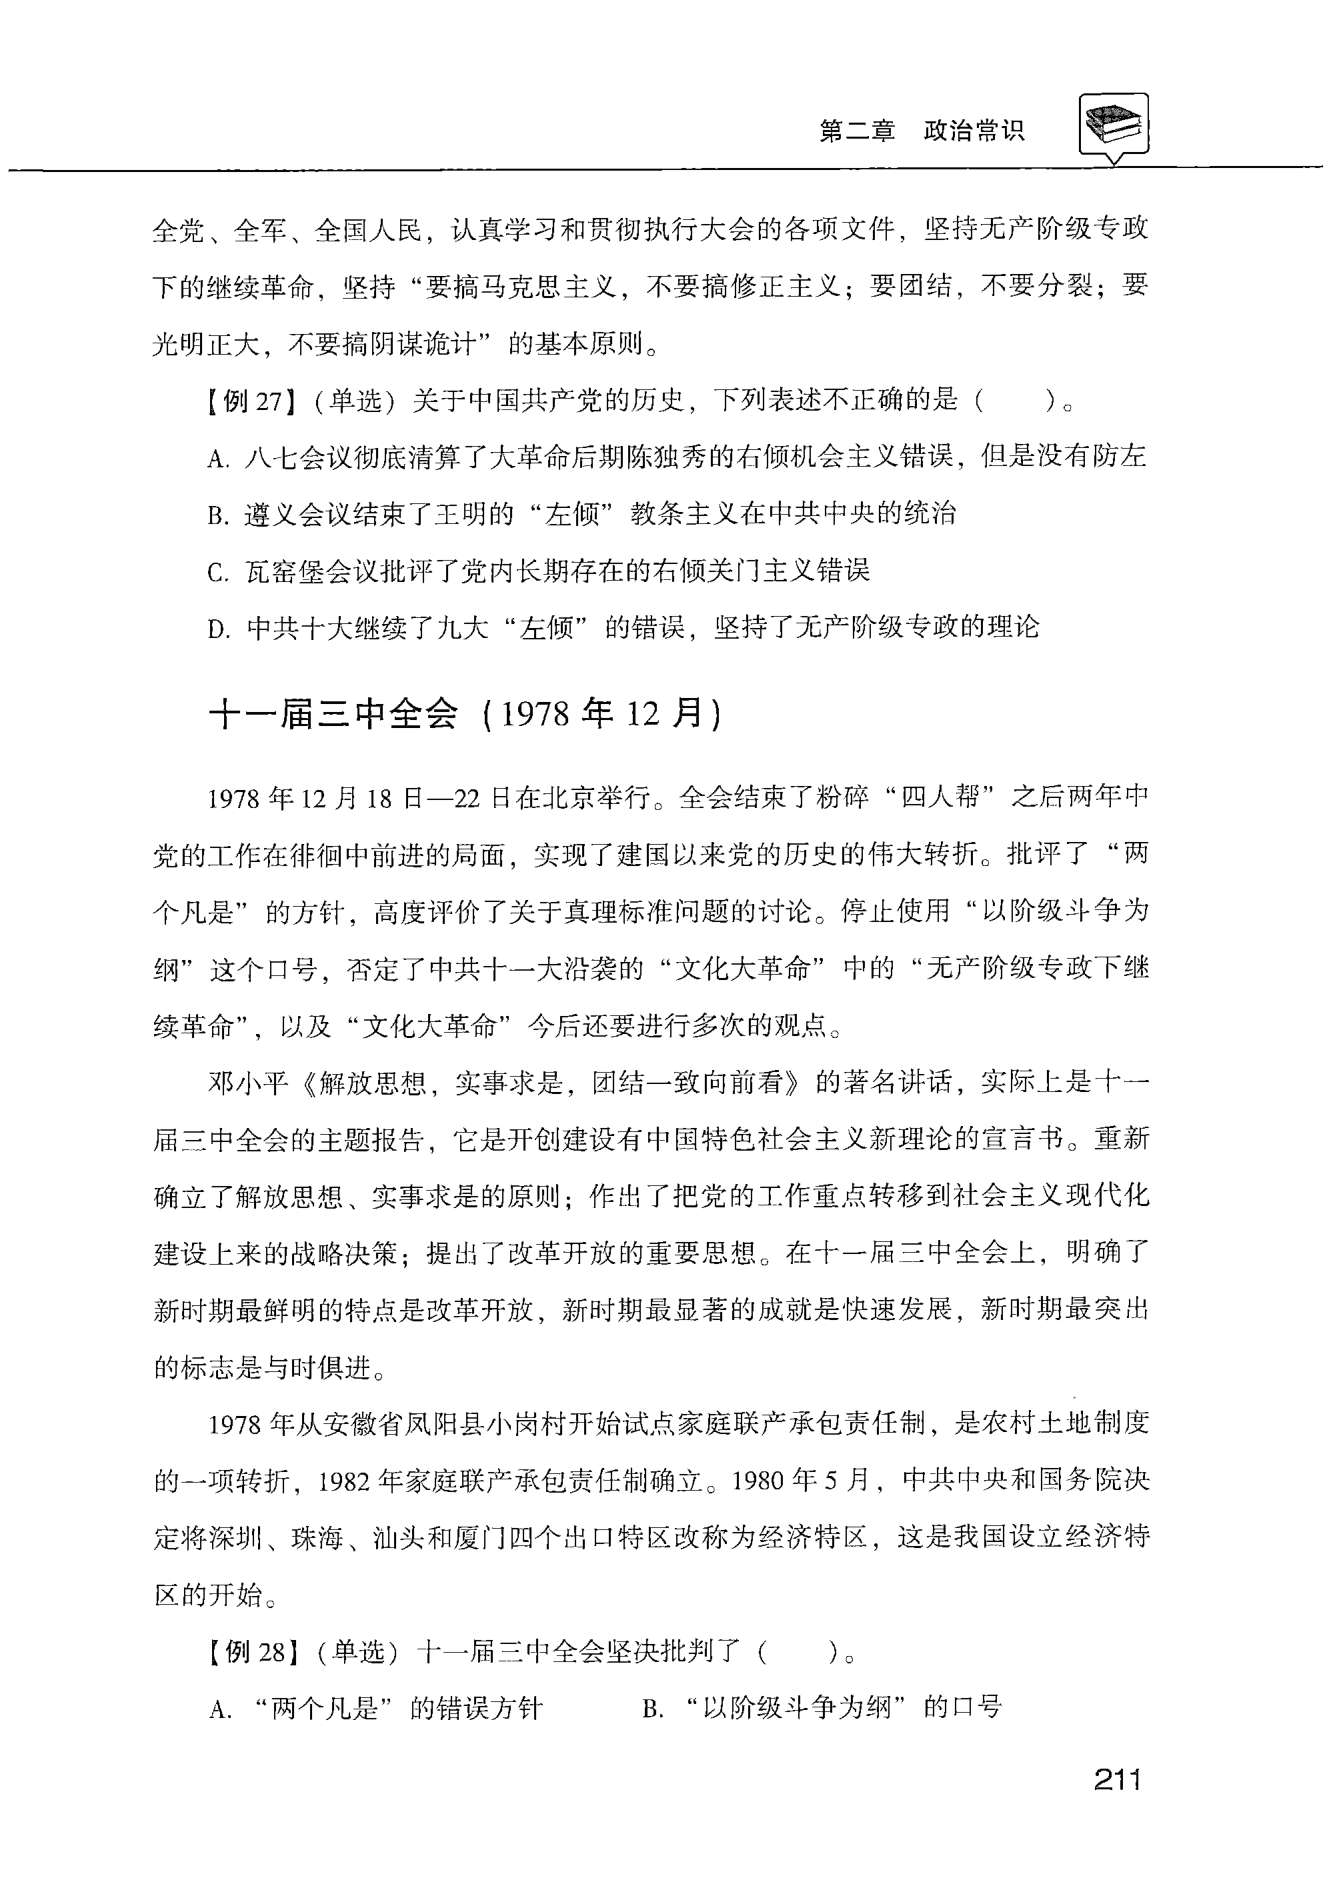 第二章 政治常识
全党、全军、全国人民，认真学习和贯彻执行大会的各项文件，坚持无产阶级专政
下的继续革命，坚持“要搞马克思主义，不要搞修正主义；要团结，不要分裂；要
光明正大，不要搞阴谋诡计”的基本原则。
【例 27】（单选）关于中国共产党的历史，下列表述不正确的是（　　）。
A. 八七会议彻底清算了大革命后期陈独秀的右倾机会主义错误，但是没有防左
B. 遵义会议结束了王明的“左倾”教条主义在中共中央的统治
C. 瓦窑堡会议批评了党内长期存在的右倾关门主义错误
D. 中共十大继续了九大“左倾”的错误，坚持了无产阶级专政的理论
十一届三中全会（1978 年 12 月）
1978 年 12 月 18 日—22 日在北京举行。全会结束了粉碎“四人帮”之后两年中
党的工作在徘徊中前进的局面，实现了建国以来党的历史的伟大转折。批评了“两
个凡是”的方针，高度评价了关于真理标准问题的讨论。停止使用“以阶级斗争为
纲”这个口号，否定了中共十一大沿袭的“文化大革命”中的“无产阶级专政下继
续革命”，以及“文化大革命”今后还要进行多次的观点。
邓小平《解放思想，实事求是，团结一致向前看》的著名讲话，实际上是十一
届三中全会的主题报告，它是开创建设有中国特色社会主义新理论的宣言书。重新
确立了解放思想、实事求是的原则；作出了把党的工作重点转移到社会主义现代化
建设上来的战略决策；提出了改革开放的重要思想。在十一届三中全会上，明确了
新时期最鲜明的特点是改革开放，新时期最显著的成就是快速发展，新时期最突出
的标志是与时俱进。
1978 年从安徽省凤阳县小岗村开始试点家庭联产承包责任制，是农村土地制度
的一项转折，1982 年家庭联产承包责任制确立。1980 年 5 月，中共中央和国务院决
定将深圳、珠海、汕头和厦门四个出口特区改称为经济特区，这是我国设立经济特
区的开始。
【例 28】（单选）十一届三中全会坚决批判了（　　）。
A. “两个凡是”的错误方针　　B. “以阶级斗争为纲”的口号
211